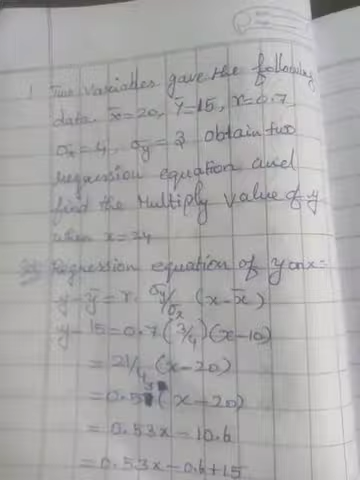 1 Two variables gave the following
data x̄=20, ȳ=15, r=0.7
σx=4, σy=3 obtain two
regression equation and
find the Multiply value of y
when x=24
Regression equation of y on x=
y-ȳ=r. σy/σx (x-x̄)
y-15=0.7(3/4)(x-10)
=21/4(x-20)
=0.53(x-20)
=0.53x-10.6
=0.53x-0.6+15